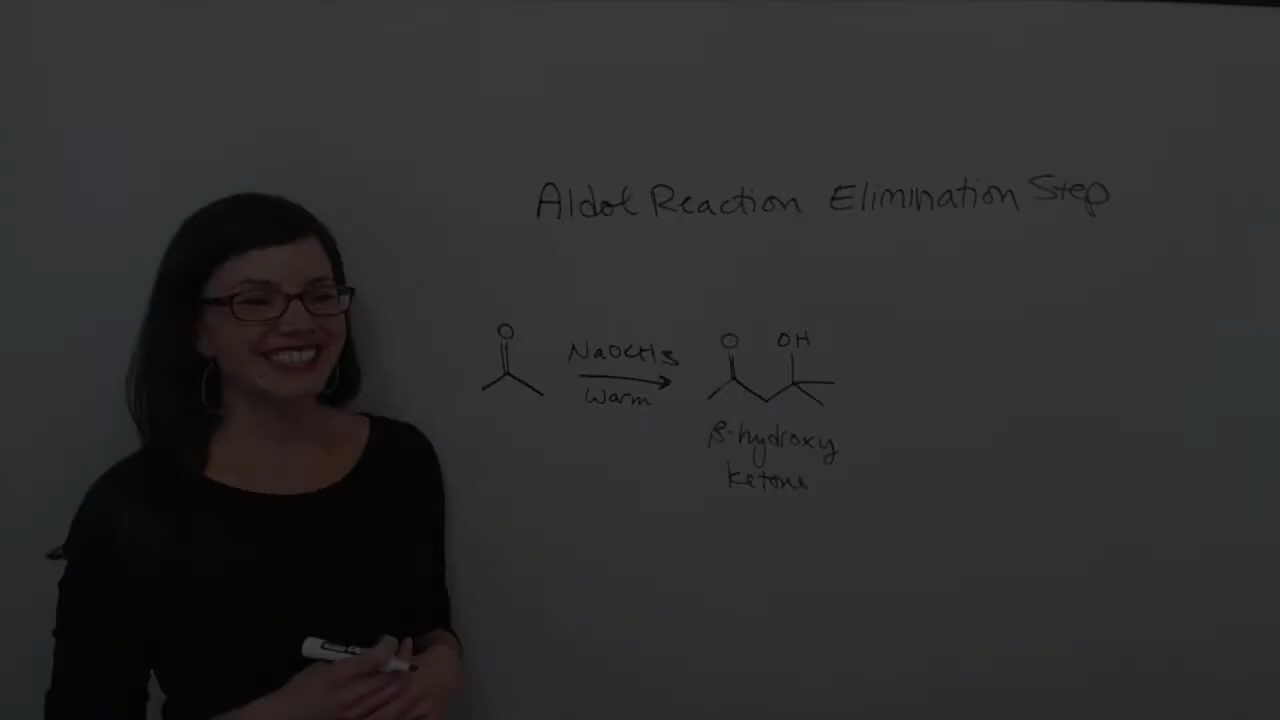 Aldol Reaction: Elimination Step
O
NaOCH3
warm
O OH
β-hydroxy
ketone